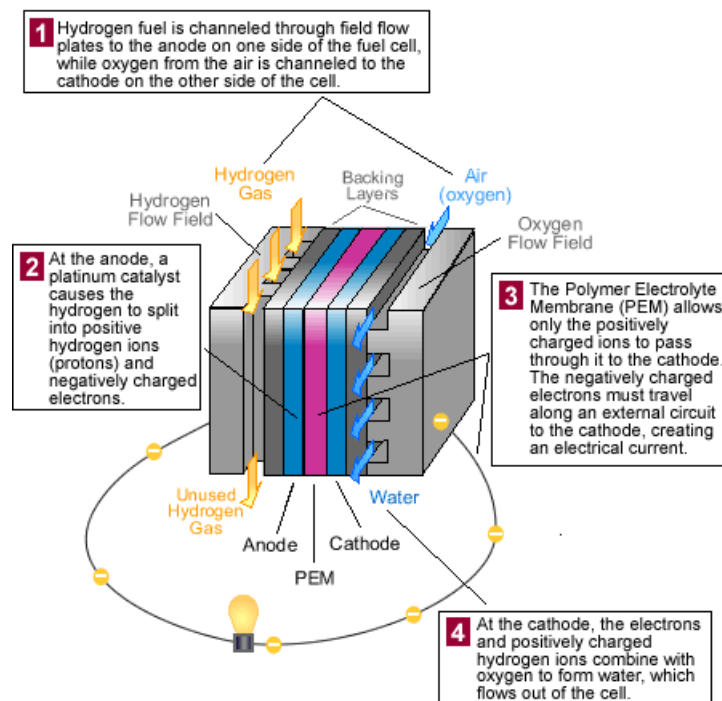 1 Hydrogen fuel is channeled through field flow
plates to the anode on one side of the fuel cell,
while oxygen from the air is channeled to the
cathode on the other side of the cell.
Hydrogen
Gas
Backing
Layers
Air
(oxygen)
Hydrogen
Flow Field
Oxygen
Flow Field
2 At the anode, a
platinum catalyst
causes the
hydrogen to split
into positive
hydrogen ions
(protons) and
negatively charged
electrons.
3 The Polymer Electrolyte
Membrane (PEM) allows
only the positively
charged ions to pass
through it to the cathode.
The negatively charged
electrons must travel
along an external circuit
to the cathode, creating
an electrical current.
Unused
Hydrogen
Gas
Water
Anode
Cathode
PEM
4 At the cathode, the electrons
and positively charged
hydrogen ions combine with
oxygen to form water, which
flows out of the cell.